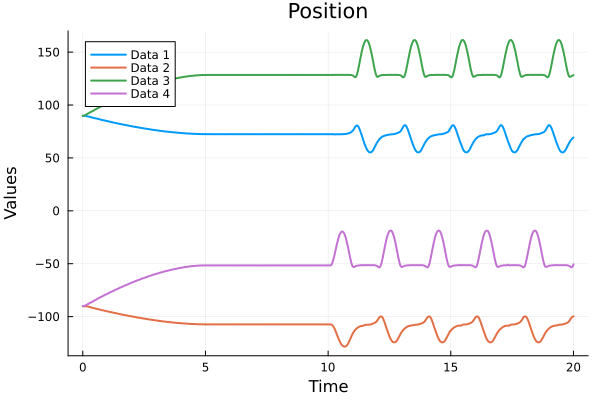 Position
Data 1
Data 2
Data 3
Data 4
150
100
50
0
−50
−100
Values
0 5 10 15 20
Time